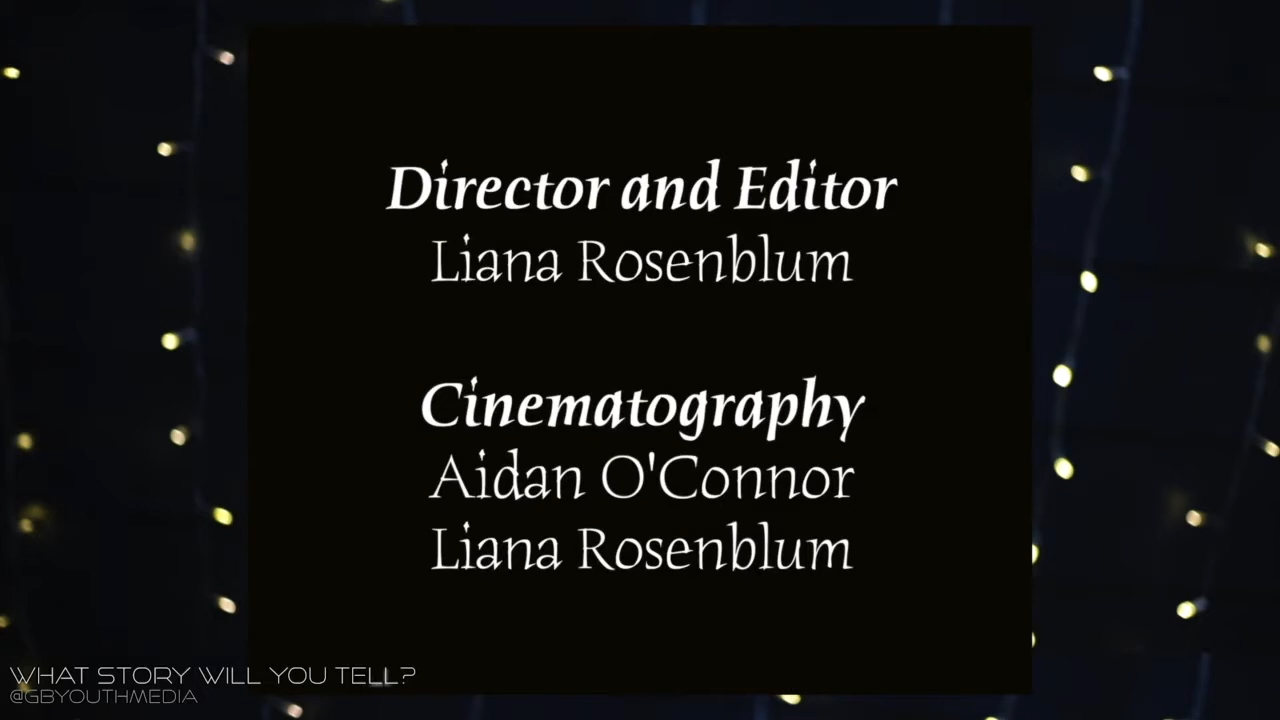 Director and Editor
Liana Rosenblum
Cinematography
Aidan O'Connor
Liana Rosenblum
WHAT STORY WILL YOU TELL?
@GBYOUTHMEDIA